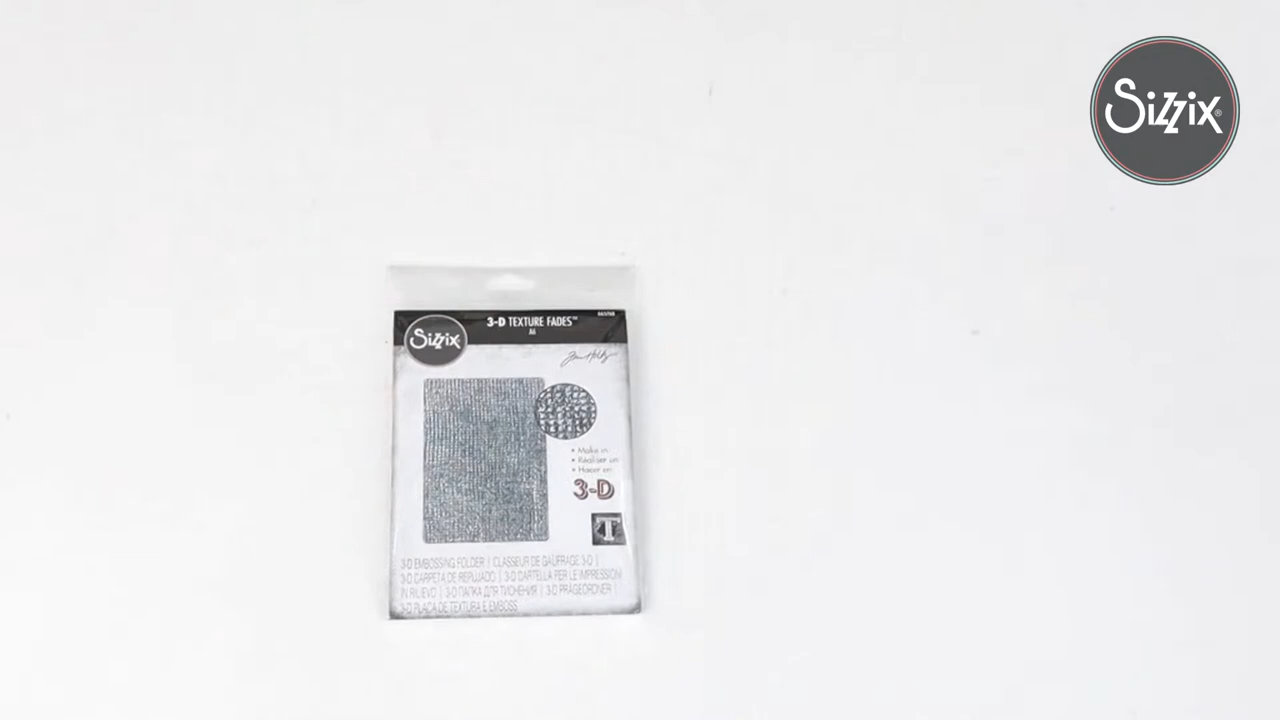 Sizzix®
3-D TEXTURE FADES™
A6
Sizzix
Tim Holtz
• Make in
• Réaliser en
• Hacer en
3-D
T
3-D EMBOSSING FOLDER | CLASSEUR DE GAUFRAGE 3-D |
3-D CARPETA DE REPUJADO | 3-D CARTELLA PER LE IMPRESSIONI
IN RILIEVO | 3-D ПАПКА ДЛЯ ТИСНЕНИЯ | 3-D PRÄGEORDNER |
3-D PLACA DE TEXTURA E EMBOSS